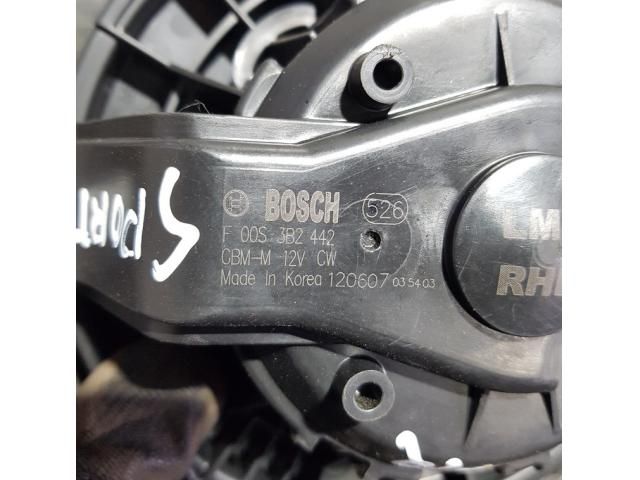 BOSCH 526
F 00S 3B2 442
CBM-M 12V CW
Made In Korea 120607 03 54 03
LM
RH
SPORT